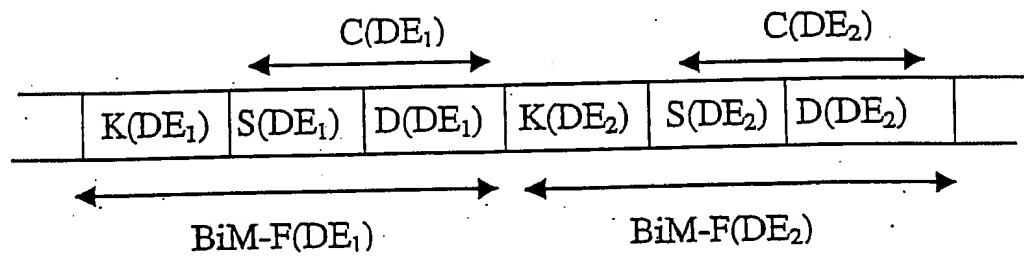 C(DE₁) C(DE₂)
K(DE₁) S(DE₁) D(DE₁) K(DE₂) S(DE₂) D(DE₂)
BiM-F(DE₁) BiM-F(DE₂)